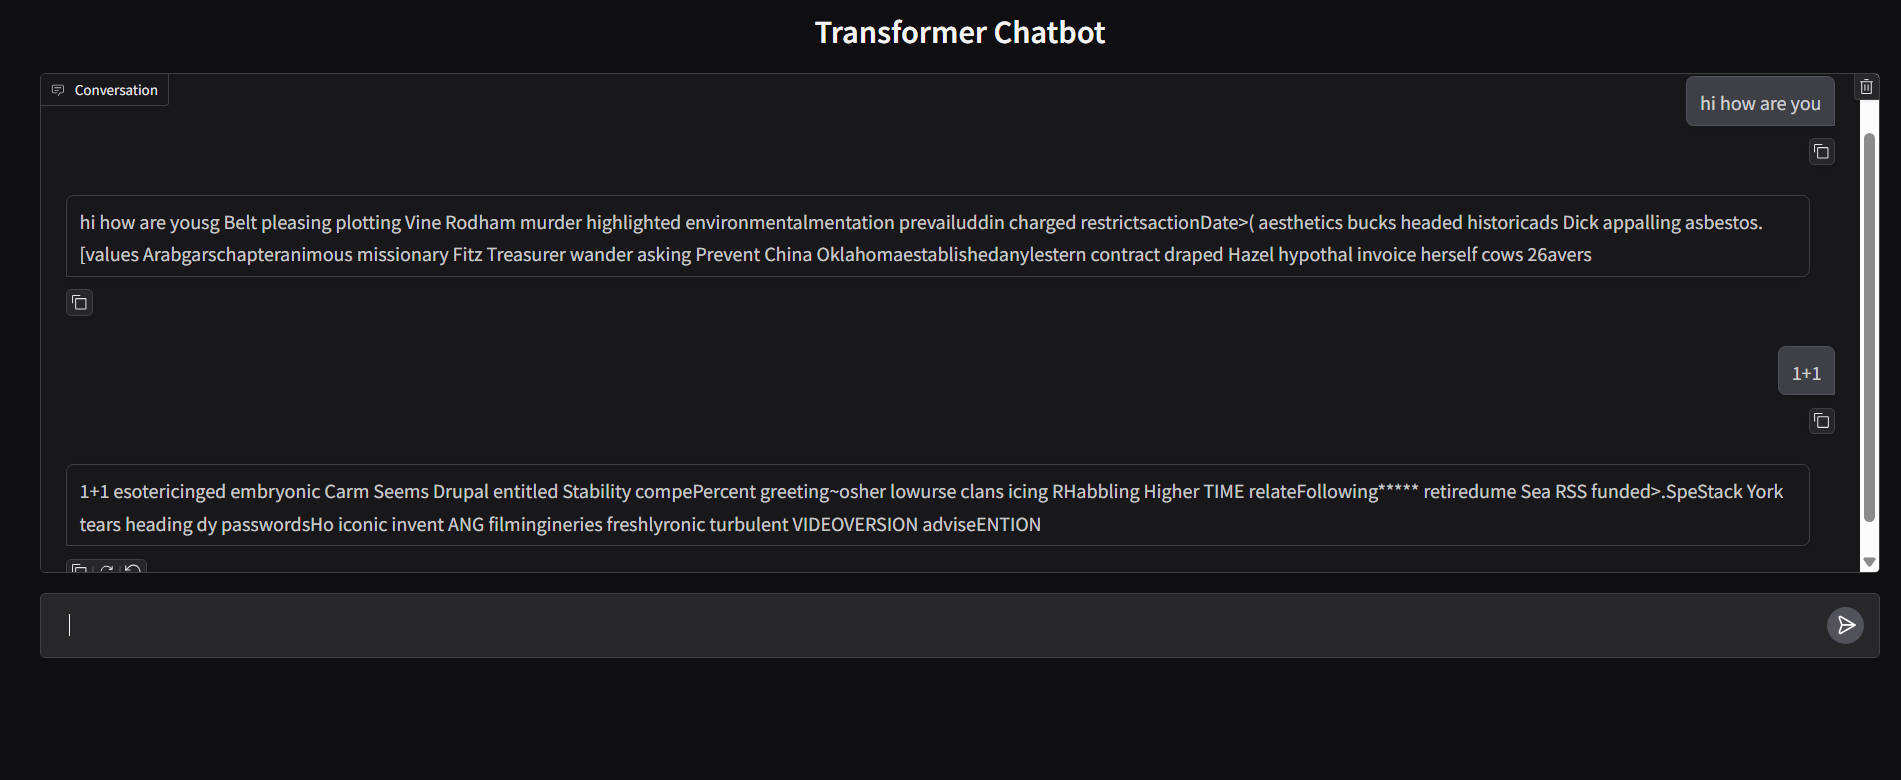 Transformer Chatbot
Conversation
hi how are you
hi how are yousg Belt pleasing plotting Vine Rodham murder highlighted environmentalmentation prevailuddin charged restrictsactionDate>( aesthetics bucks headed historicads Dick appalling asbestos.
[values Arabgarschapteranimous missionary Fitz Treasurer wander asking Prevent China Oklahomaestablishedanylestern contract draped Hazel hypothal invoice herself cows 26avers
1+1
1+1 esotericinged embryonic Carm Seems Drupal entitled Stability compePercent greeting~osher lowurse clans icing RHabbling Higher TIME relateFollowing***** retiredume Sea RSS funded>.SpeStack York
tears heading dy passwordsHo iconic invent ANG filmingineries freshlyronic turbulent VIDEOVERSION adviseENTION